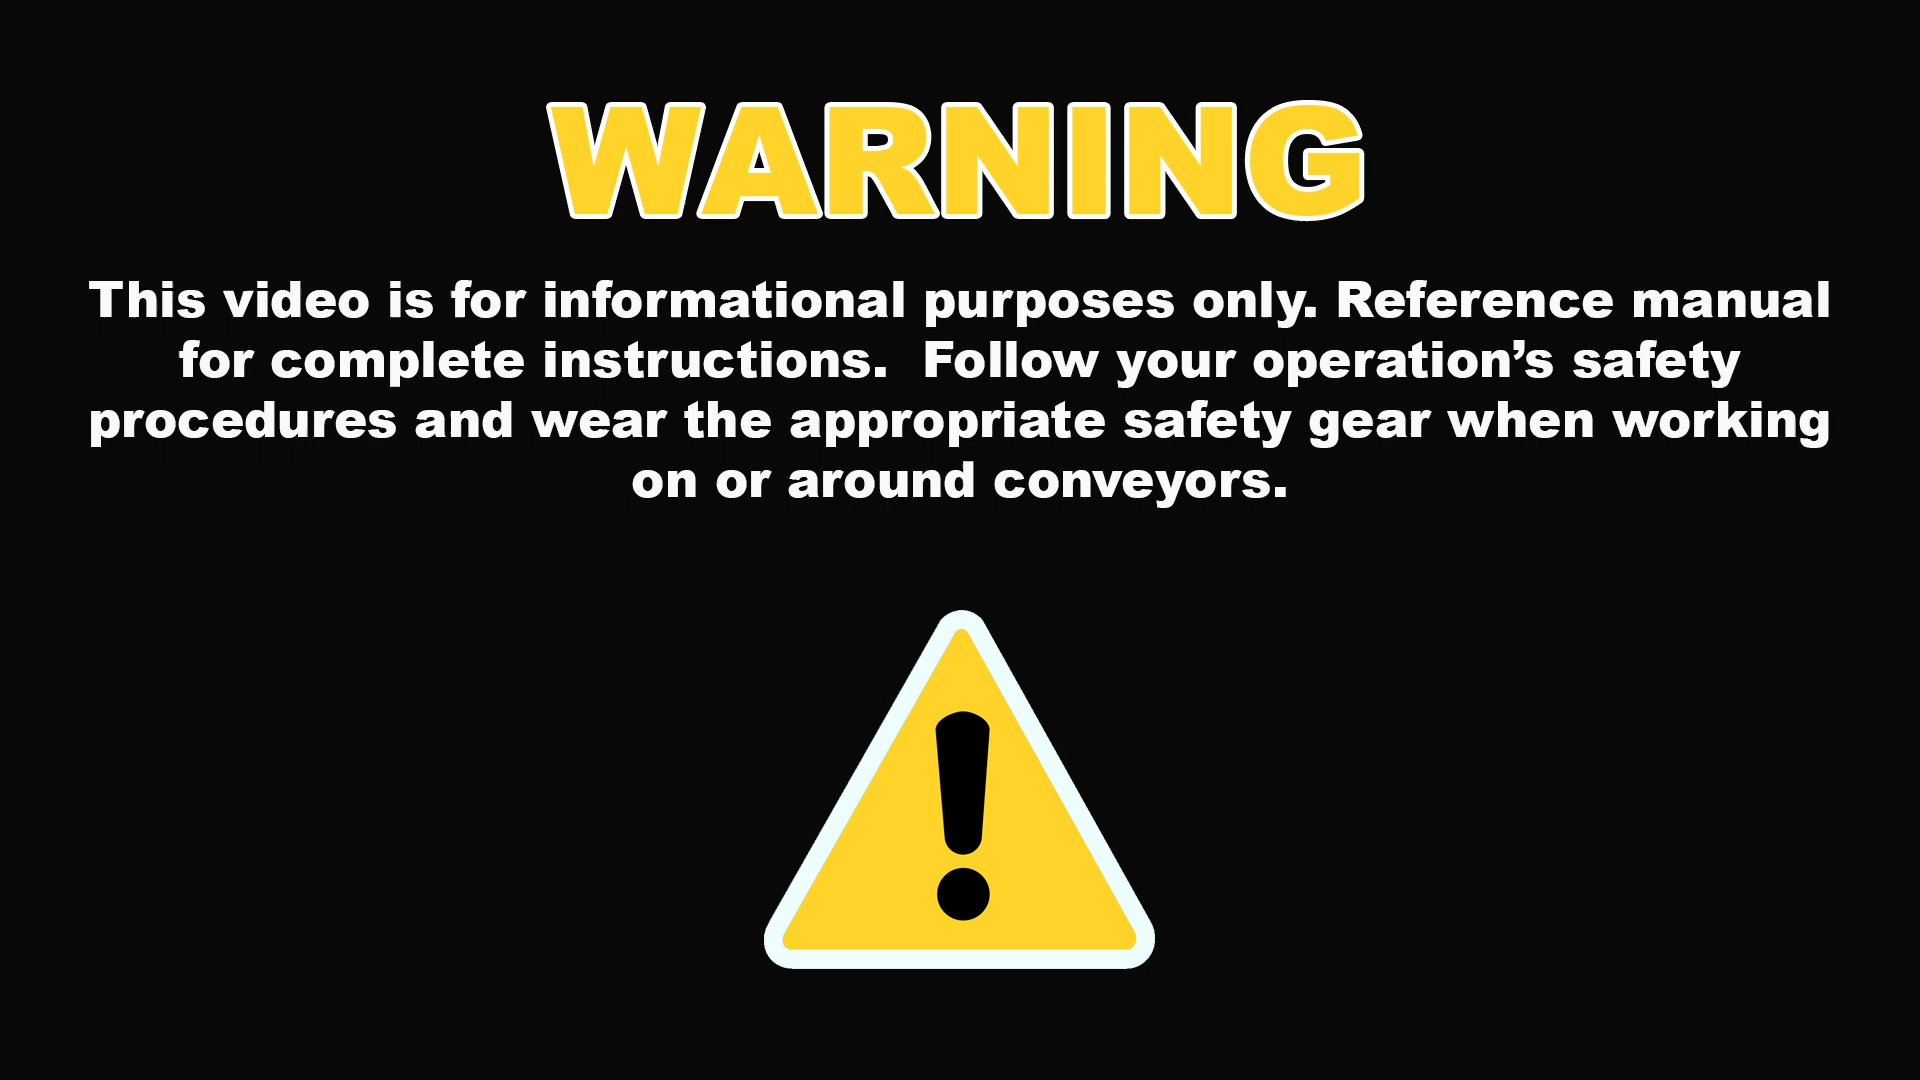 WARNING
This video is for informational purposes only. Reference manual
for complete instructions.  Follow your operation’s safety
procedures and wear the appropriate safety gear when working
on or around conveyors.